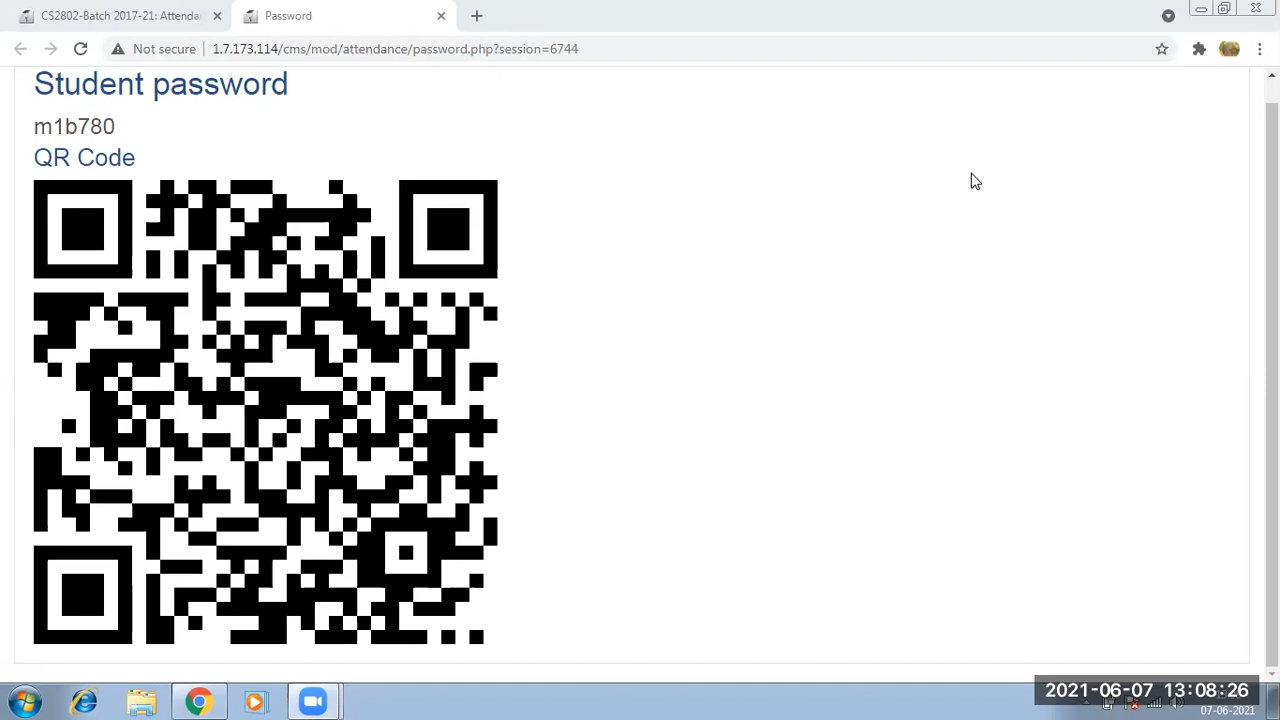 CS2802-Batch 2017-21: Attenda
Password
Not secure
1.7.173.114/cms/mod/attendance/password.php?session=6744
Student password
m1b780
QR Code
2021-06-07 13:08:26
07-06-2021